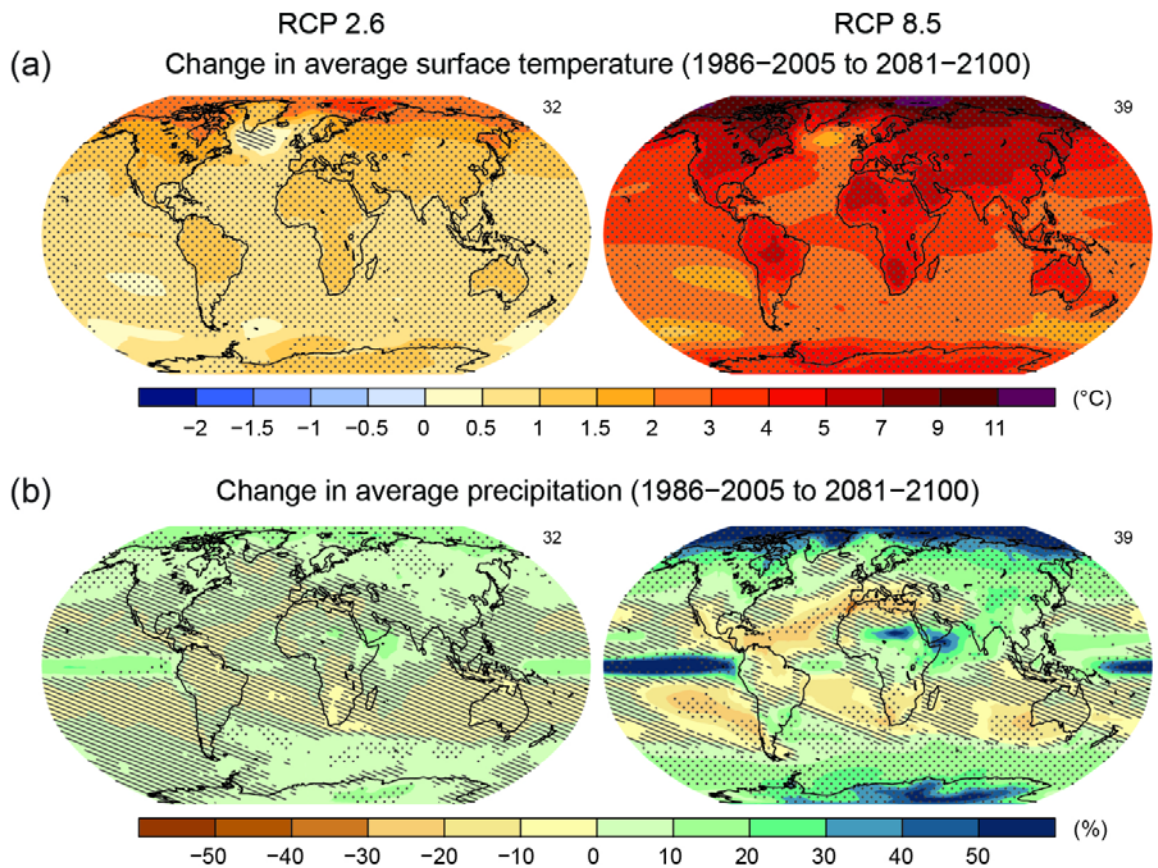 RCP 2.6 RCP 8.5
(a) Change in average surface temperature (1986−2005 to 2081−2100)
32 39
(°C)
−2 −1.5 −1 −0.5 0 0.5 1 1.5 2 3 4 5 7 9 11
(b) Change in average precipitation (1986−2005 to 2081−2100)
32 39
(%)
−50 −40 −30 −20 −10 0 10 20 30 40 50